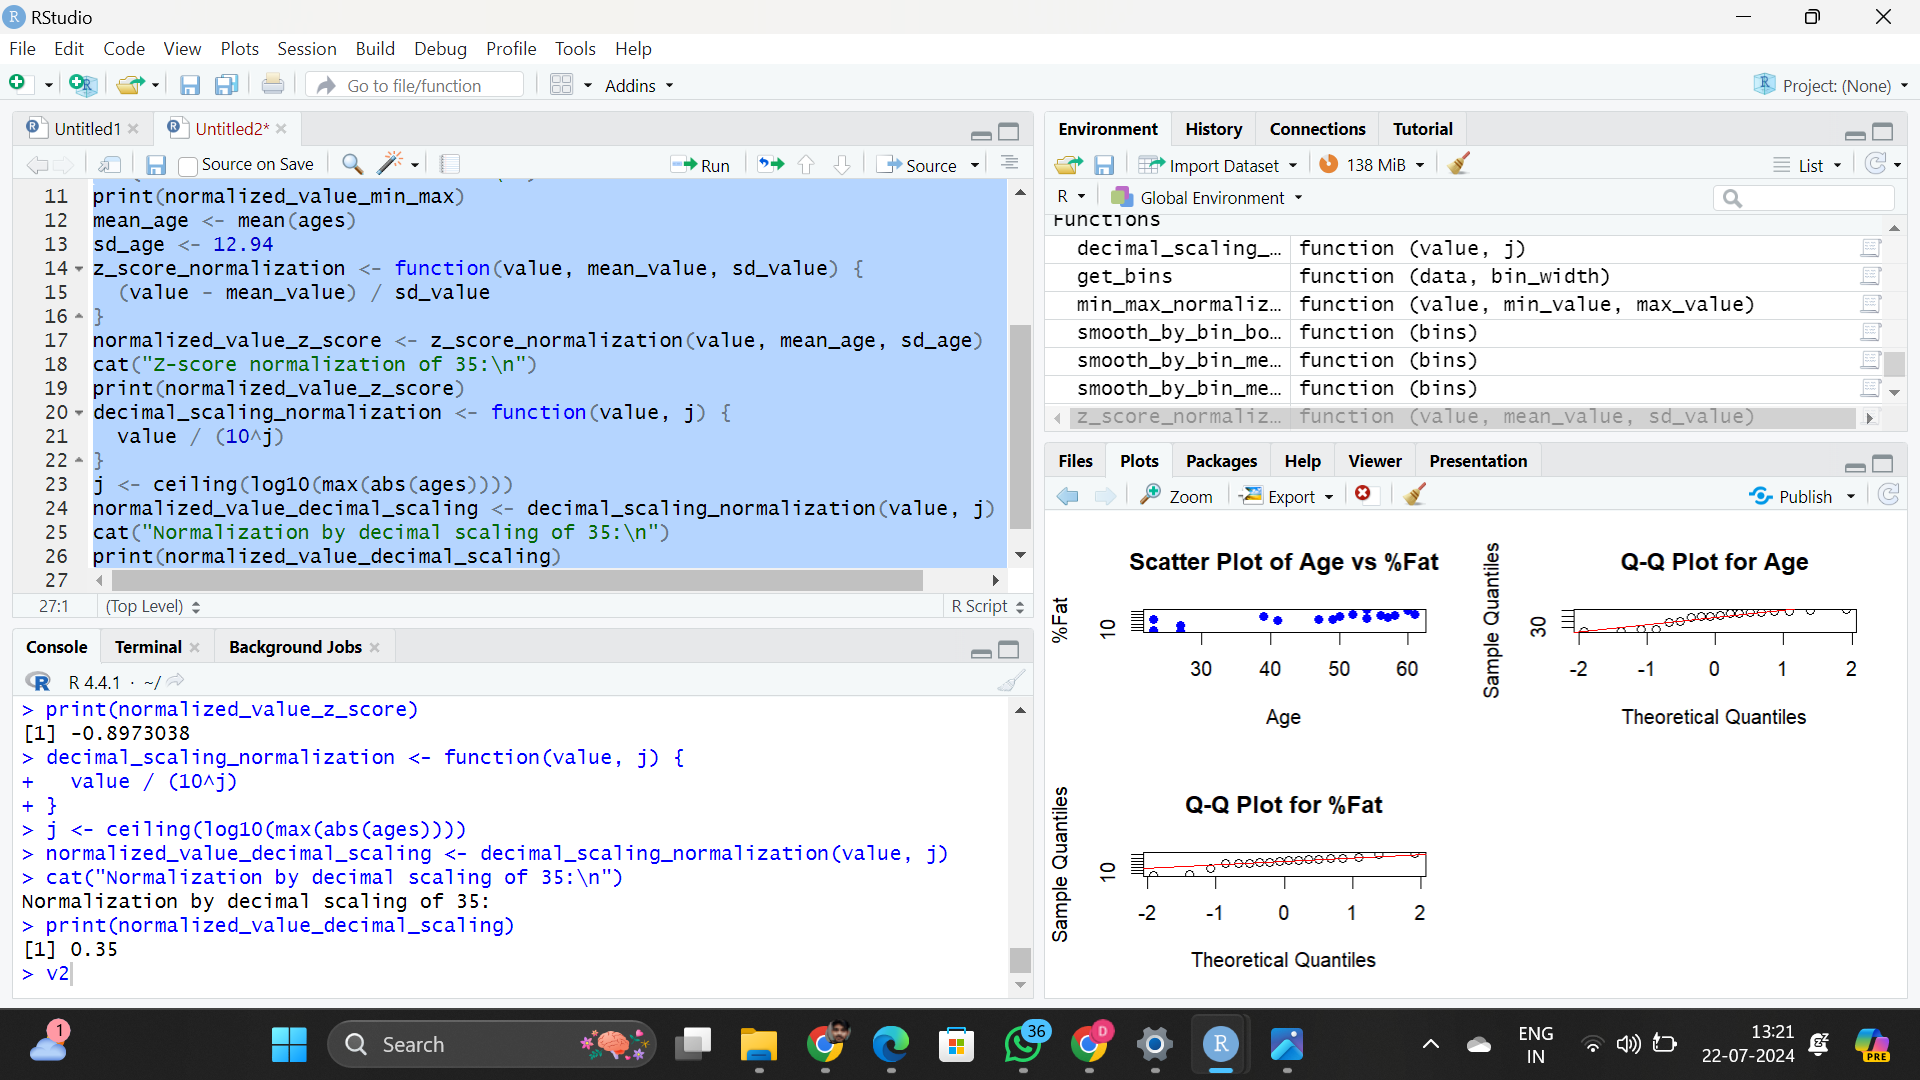 RStudio
File Edit Code View Plots Session Build Debug Profile Tools Help
Go to file/function Addins Project: (None)
Untitled1 Untitled2*
Source on Save Run Source
11 print(normalized_value_min_max)
12 mean_age <- mean(ages)
13 sd_age <- 12.94
14 z_score_normalization <- function(value, mean_value, sd_value) {
15 (value - mean_value) / sd_value
16 }
17 normalized_value_z_score <- z_score_normalization(value, mean_age, sd_age)
18 cat("Z-score normalization of 35:\n")
19 print(normalized_value_z_score)
20 decimal_scaling_normalization <- function(value, j) {
21 value / (10^j)
22 }
23 j <- ceiling(log10(max(abs(ages))))
24 normalized_value_decimal_scaling <- decimal_scaling_normalization(value, j)
25 cat("Normalization by decimal scaling of 35:\n")
26 print(normalized_value_decimal_scaling)
27
27:1 (Top Level) R Script
Console Terminal Background Jobs
R 4.4.1 · ~/
> print(normalized_value_z_score)
[1] -0.8973038
> decimal_scaling_normalization <- function(value, j) {
+ value / (10^j)
+ }
> j <- ceiling(log10(max(abs(ages))))
> normalized_value_decimal_scaling <- decimal_scaling_normalization(value, j)
> cat("Normalization by decimal scaling of 35:\n")
Normalization by decimal scaling of 35:
> print(normalized_value_decimal_scaling)
[1] 0.35
> v2
Environment History Connections Tutorial
Import Dataset 138 MiB List
R Global Environment
Functions
decimal_scaling_… function (value, j)
get_bins function (data, bin_width)
min_max_normaliz… function (value, min_value, max_value)
smooth_by_bin_bo… function (bins)
smooth_by_bin_me… function (bins)
smooth_by_bin_me… function (bins)
z_score_normaliz… function (value, mean_value, sd_value)
Files Plots Packages Help Viewer Presentation
Zoom Export Publish
Scatter Plot of Age vs %Fat
%Fat
10
30 40 50 60
Age
Q-Q Plot for Age
Sample Quantiles
30
-2 -1 0 1 2
Theoretical Quantiles
Q-Q Plot for %Fat
Sample Quantiles
10
-2 -1 0 1 2
Theoretical Quantiles
1
Search
36
D
R
ENG
IN
13:21
22-07-2024
PRE